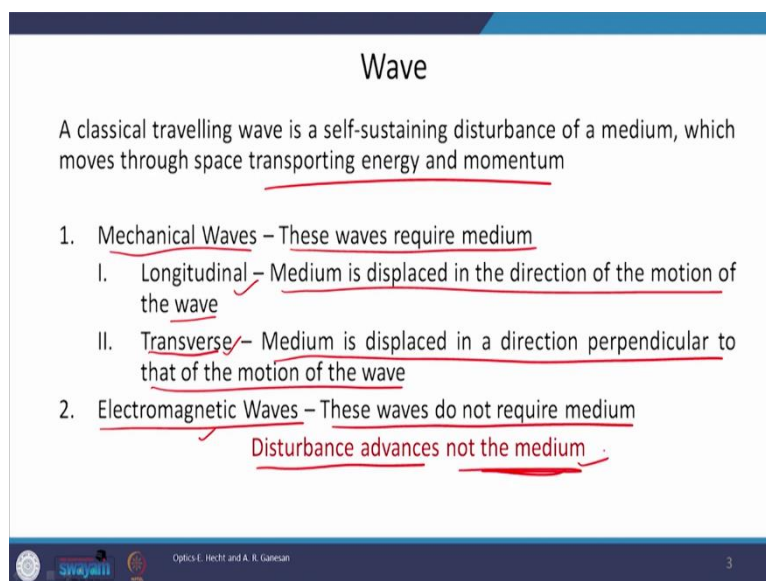 Wave
A classical travelling wave is a self-sustaining disturbance of a medium, which
moves through space transporting energy and momentum
1. Mechanical Waves – These waves require medium
I. Longitudinal – Medium is displaced in the direction of the motion of
the wave
II. Transverse – Medium is displaced in a direction perpendicular to
that of the motion of the wave
2. Electromagnetic Waves – These waves do not require medium
Disturbance advances not the medium
swayam
Optics-E. Hecht and A. R. Ganesan
3